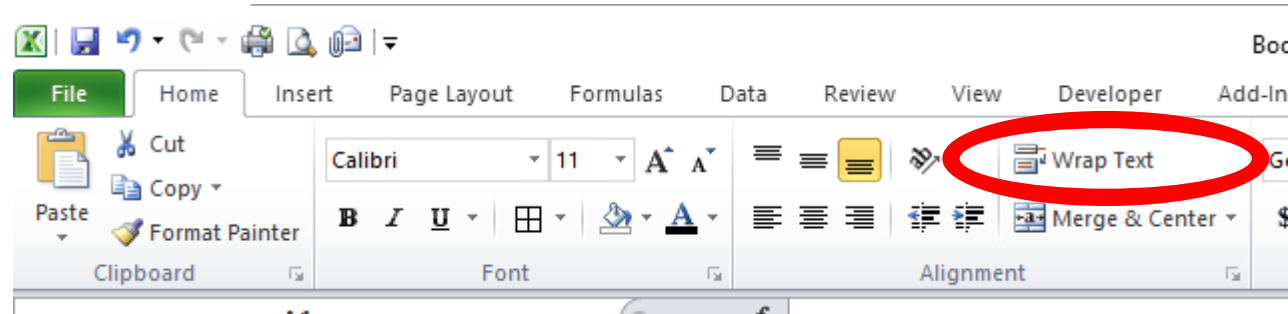 Boo
File Home Insert Page Layout Formulas Data Review View Developer Add-In
Cut
Calibri 11 Wrap Text
Copy
Paste
Format Painter
B I U A Merge & Center $
Clipboard Font Alignment